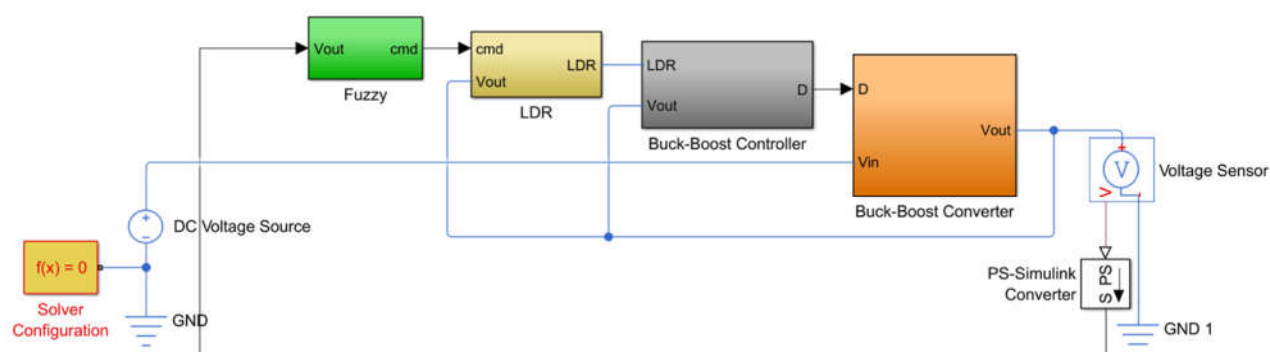 Vout cmd
Fuzzy
cmd
Vout
LDR
LDR
LDR
Vout
D
Buck-Boost Controller
D
Vin
Vout
Buck-Boost Converter
+
V
-
V
Voltage Sensor
+
-
DC Voltage Source
f(x) = 0
Solver
Configuration
GND
PS-Simulink
Converter
S PS
GND 1